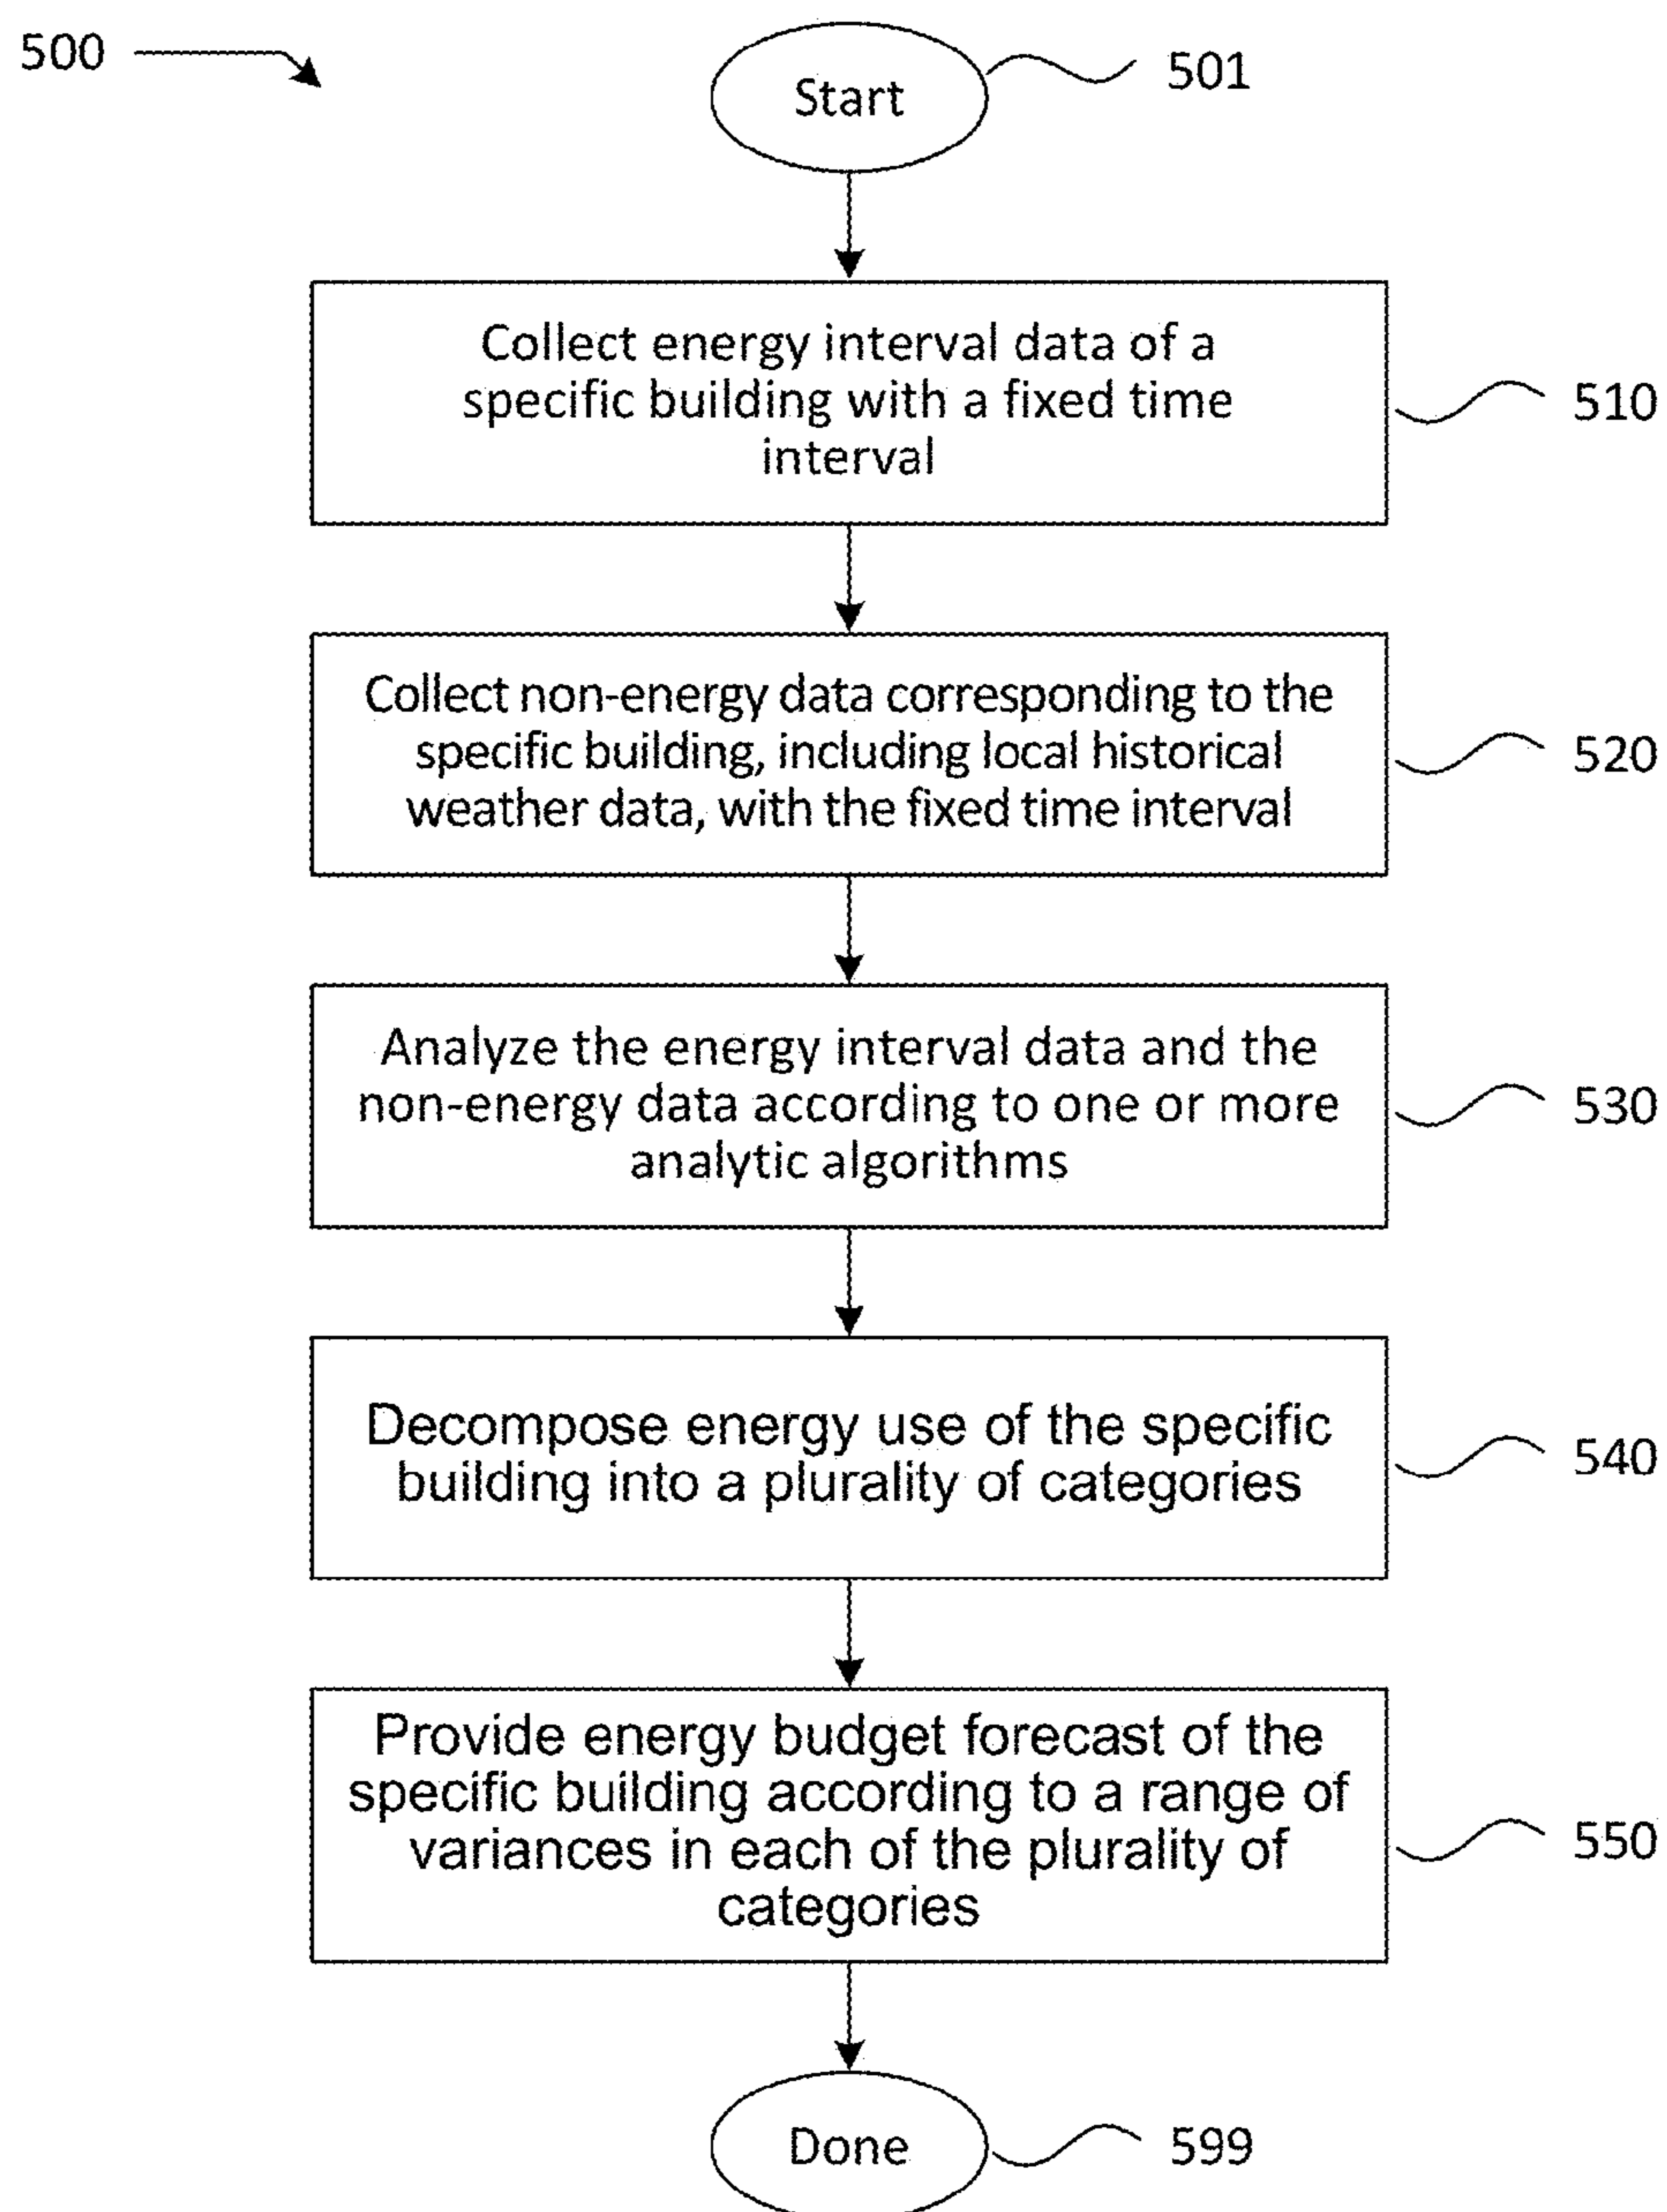 500
Start
501
Collect energy interval data of a
specific building with a fixed time
interval
510
Collect non-energy data corresponding to the
specific building, including local historical
weather data, with the fixed time interval
520
Analyze the energy interval data and the
non-energy data according to one or more
analytic algorithms
530
Decompose energy use of the specific
building into a plurality of categories
540
Provide energy budget forecast of the
specific building according to a range of
variances in each of the plurality of
categories
550
Done
599